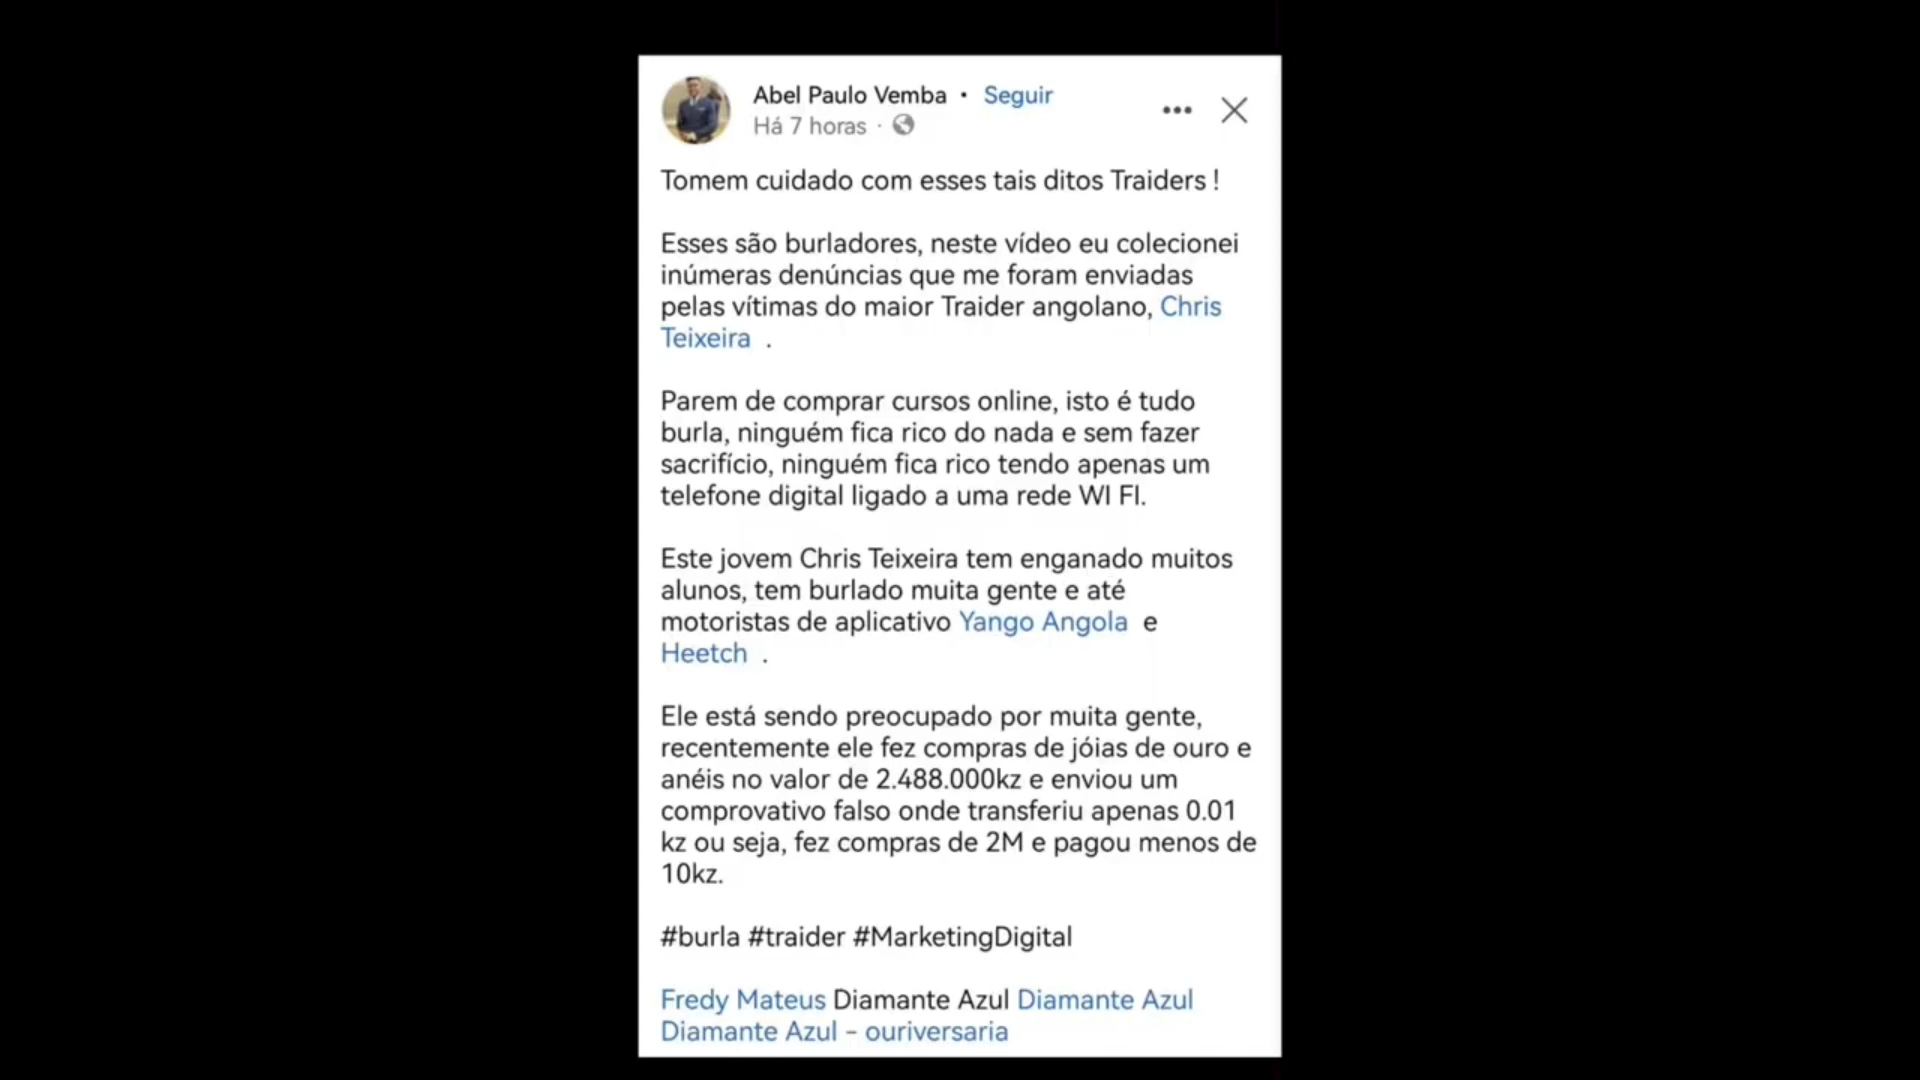 Abel Paulo Vemba • Seguir
Há 7 horas ·
Tomem cuidado com esses tais ditos Traiders !
Esses são burladores, neste vídeo eu colecionei
inúmeras denúncias que me foram enviadas
pelas vítimas do maior Traider angolano, Chris
Teixeira .
Parem de comprar cursos online, isto é tudo
burla, ninguém fica rico do nada e sem fazer
sacrifício, ninguém fica rico tendo apenas um
telefone digital ligado a uma rede WI FI.
Este jovem Chris Teixeira tem enganado muitos
alunos, tem burlado muita gente e até
motoristas de aplicativo Yango Angola e
Heetch .
Ele está sendo preocupado por muita gente,
recentemente ele fez compras de jóias de ouro e
anéis no valor de 2.488.000kz e enviou um
comprovativo falso onde transferiu apenas 0.01
kz ou seja, fez compras de 2M e pagou menos de
10kz.
#burla #traider #MarketingDigital
Fredy Mateus Diamante Azul Diamante Azul
Diamante Azul - ouriversaria